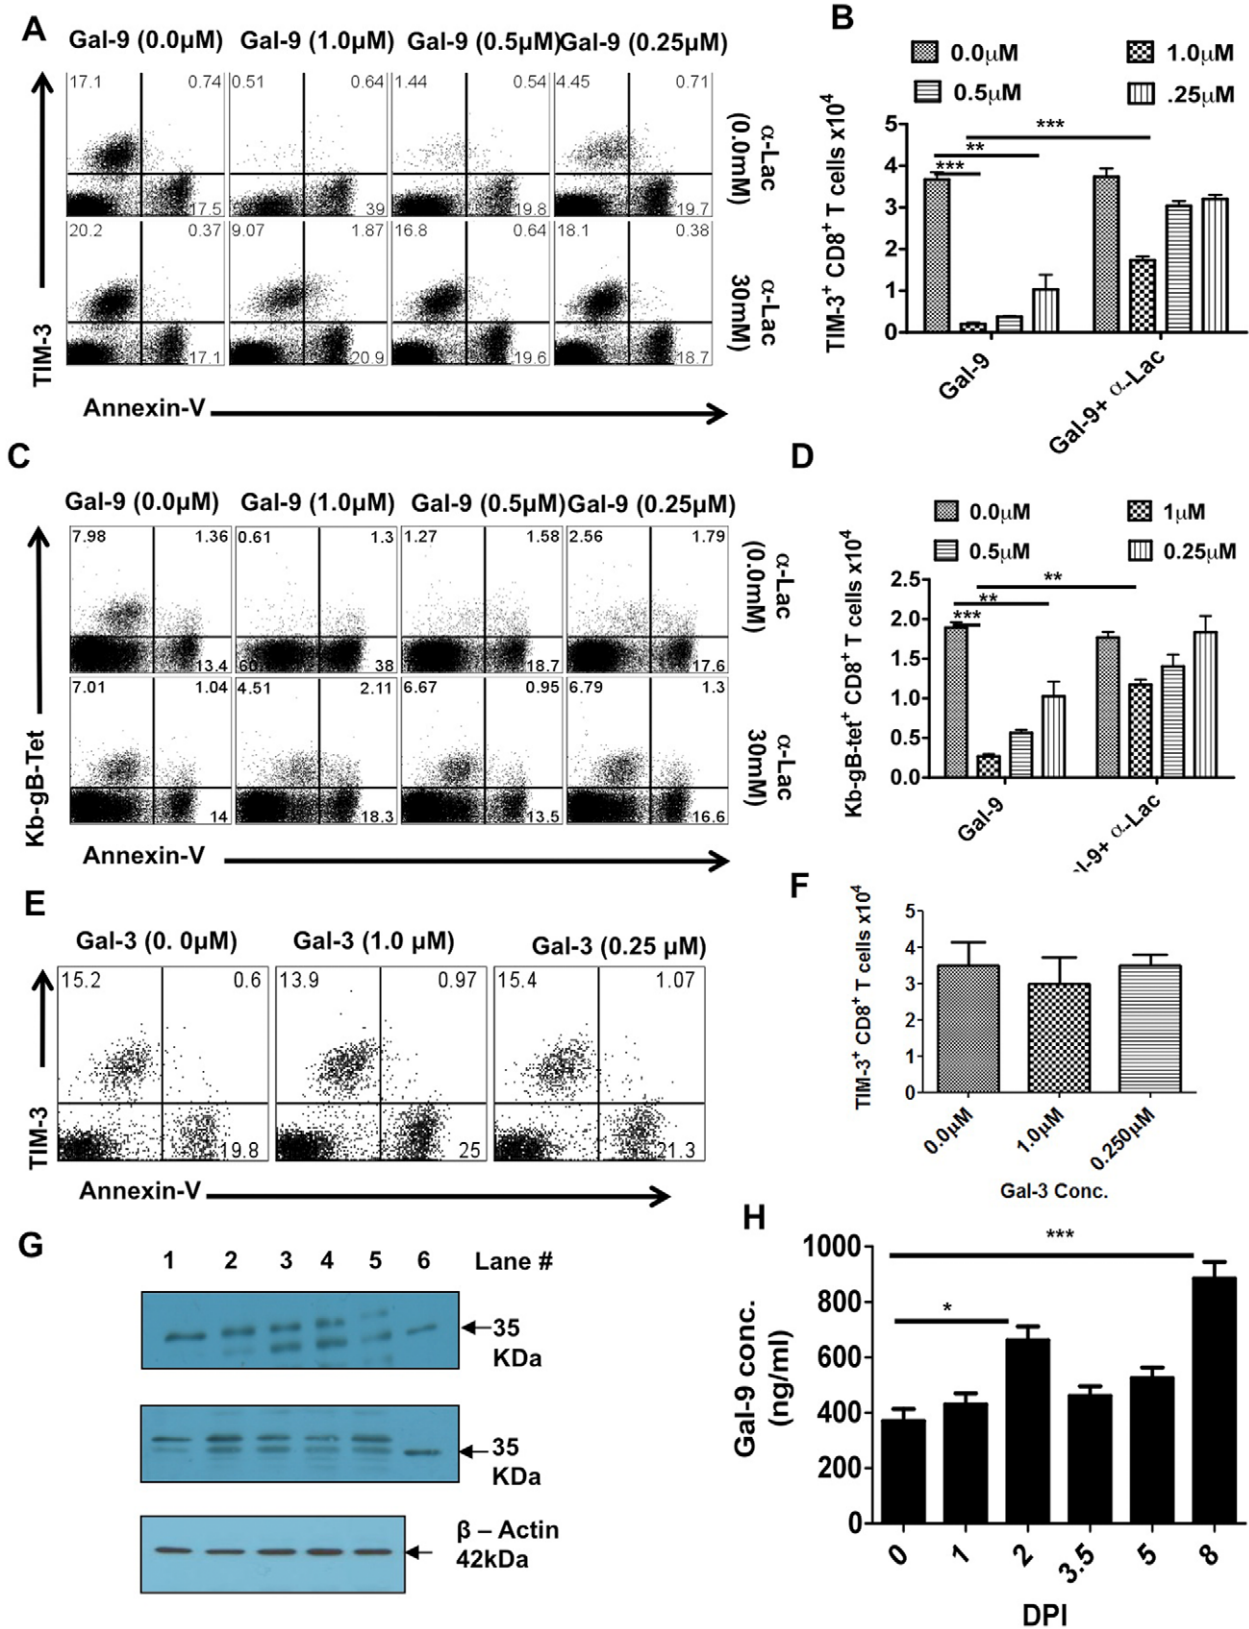 A
Gal-9 (0.0µM) Gal-9 (1.0µM) Gal-9 (0.5µM) Gal-9 (0.25µM)
17.1 0.74 0.51 0.64 1.44 0.54 4.45 0.71
17.5 39 19.8 19.7
α-Lac
(0.0mM)
20.2 0.37 9.07 1.87 16.8 0.64 18.1 0.38
17.1 20.9 19.6 18.7
α-Lac
30mM)
TIM-3
Annexin-V
B
0.0µM 1.0µM
0.5µM .25µM
TIM-3+ CD8+ T cells x10⁴
5
4
3
2
1
0
***
**
***
Gal-9
Gal-9+ α-Lac
C
Gal-9 (0.0µM) Gal-9 (1.0µM) Gal-9 (0.5µM) Gal-9 (0.25µM)
7.98 1.36 0.61 1.3 1.27 1.58 2.56 1.79
13.4 60 38 18.7 17.6
α-Lac
(0.0mM)
7.01 1.04 4.51 2.11 6.67 0.95 6.79 1.3
14 18.3 13.5 16.6
α-Lac
30mM)
Kb-gB-Tet
Annexin-V
D
0.0µM 1µM
0.5µM 0.25µM
Kb-gB-tet+ CD8+ T cells x10⁴
2.5
2.0
1.5
1.0
0.5
0.0
**
**
***
Gal-9
al-9+ α-Lac
E
Gal-3 (0. 0µM) Gal-3 (1.0 µM) Gal-3 (0.25 µM)
15.2 0.6 13.9 0.97 15.4 1.07
19.8 25 21.3
TIM-3
Annexin-V
F
TIM-3+ CD8+ T cells x10⁴
5
4
3
2
1
0
0.0µM 1.0µM 0.250µM
Gal-3 Conc.
G
1 2 3 4 5 6 Lane #
35
KDa
35
KDa
β – Actin
42kDa
H
Gal-9 conc.
(ng/ml)
1000
800
600
400
200
0
***
*
0 1 2 3.5 5 8
DPI